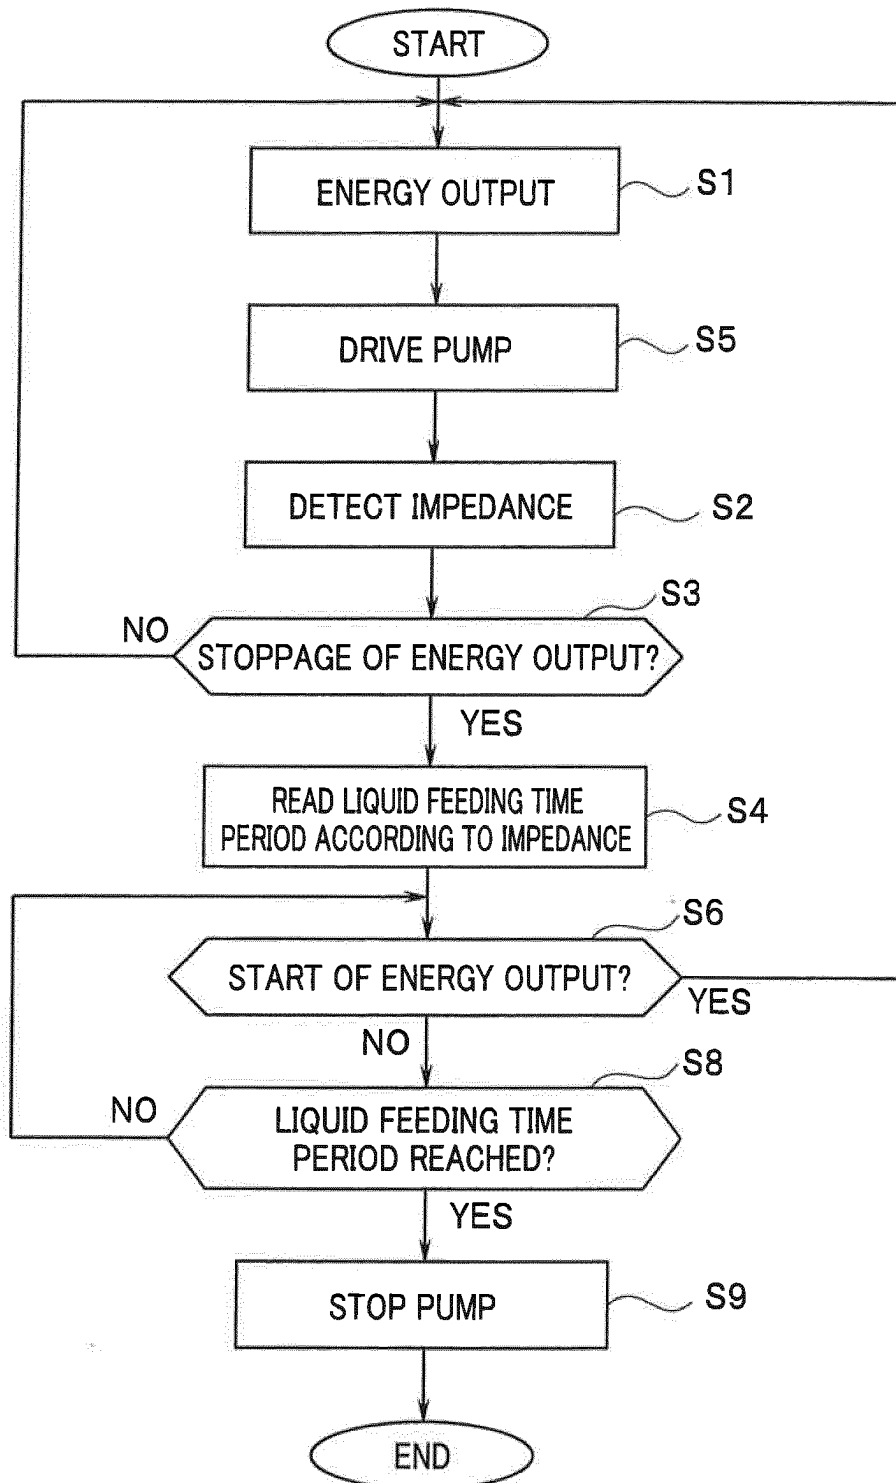 START
ENERGY OUTPUT
S1
DRIVE PUMP
S5
DETECT IMPEDANCE
S2
S3
NO
STOPPAGE OF ENERGY OUTPUT?
YES
READ LIQUID FEEDING TIME
PERIOD ACCORDING TO IMPEDANCE
S4
S6
START OF ENERGY OUTPUT?
YES
NO
S8
NO
LIQUID FEEDING TIME
PERIOD REACHED?
YES
STOP PUMP
S9
END